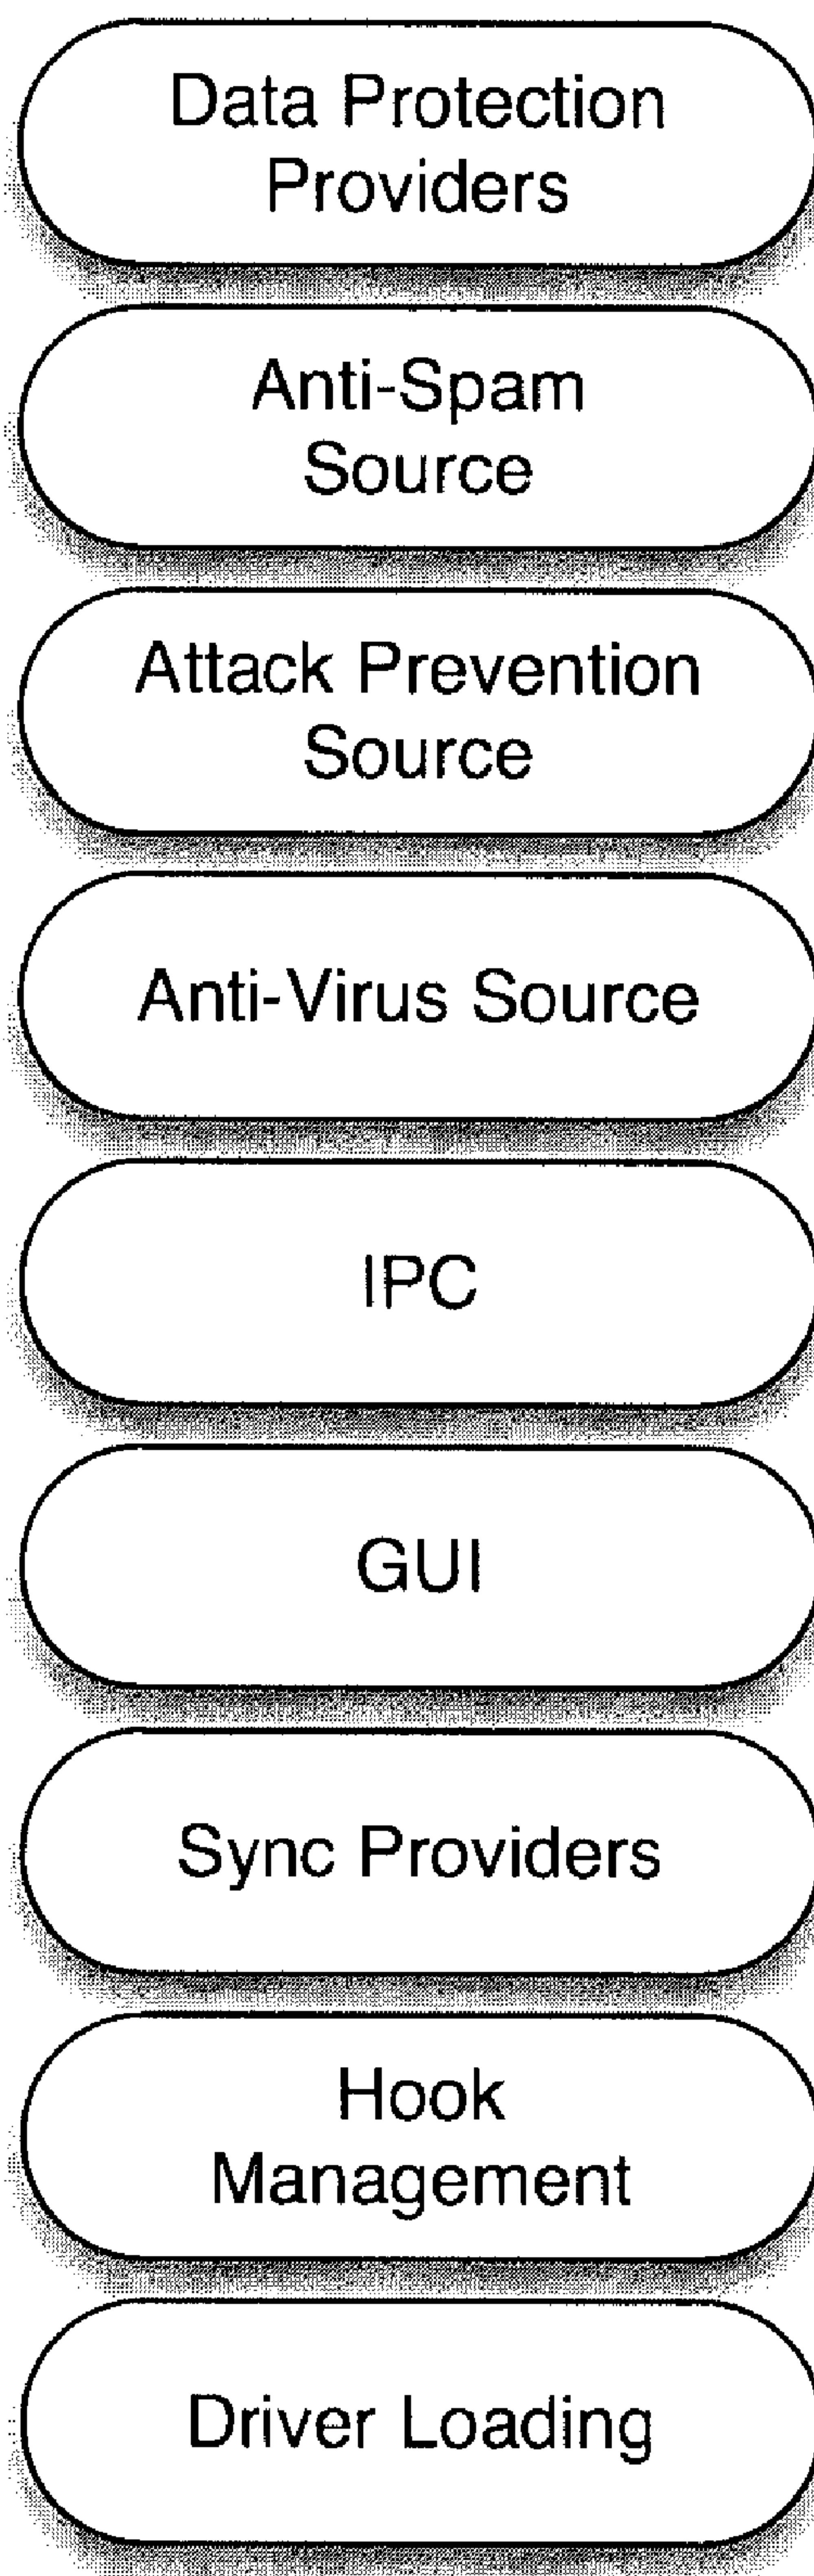 Data Protection
Providers
Anti-Spam
Source
Attack Prevention
Source
Anti-Virus Source
IPC
GUI
Sync Providers
Hook
Management
Driver Loading